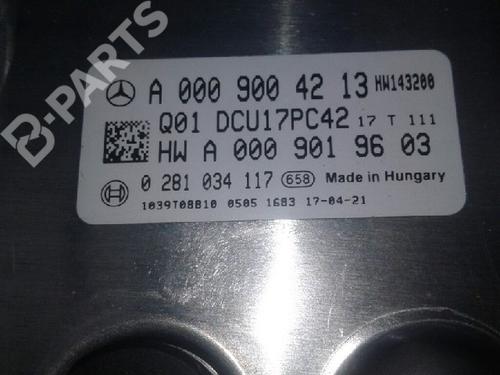 B-PARTS
A 000 900 42 13 HW143200
Q01 DCU17PC42 17 T 111
HW A 000 901 96 03
0 281 034 117 658 Made in Hungary
1039T08810 0505 1683 17-04-21